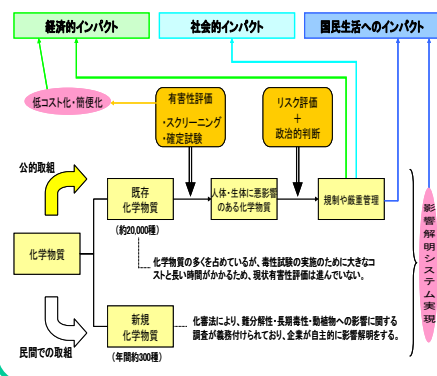 経済的インパクト
社会的インパクト
国民生活へのインパクト
低コスト化・簡便化
有害性評価
・スクリーニング
・確定試験
リスク評価
+
政治的判断
公的取組
既存
化学物質
(約20,000種)
人体・生体に悪影響
のある化学物質
規制や厳重管理
化学物質
化学物質の多くを占めているが、毒性試験の実施のために大きなコ
ストと長い時間がかかるため、現状有害性評価は進んでいない。
新規
化学物質
(年間約300種)
化審法により、難分解性・長期毒性・動植物への影響に関する
調査が義務付けられており、企業が自主的に影響解明をする。
民間での取組
影響解明システム実現